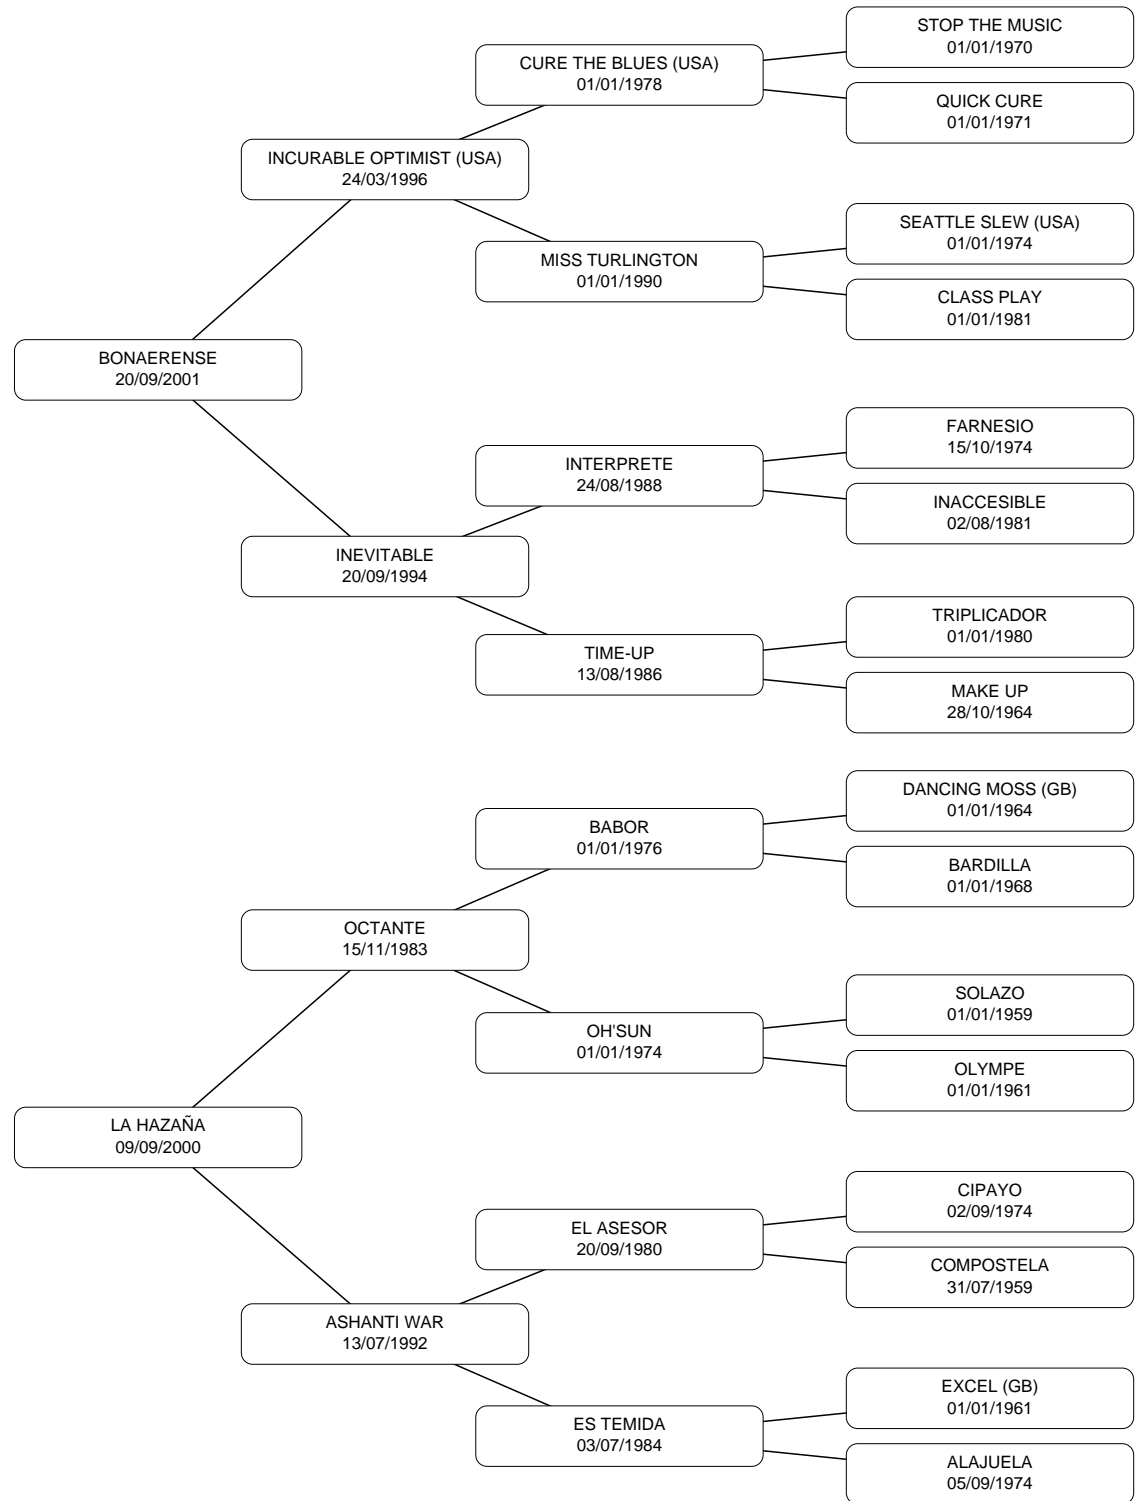 STOP THE MUSIC
01/01/1970
CURE THE BLUES (USA)
01/01/1978
QUICK CURE
01/01/1971
INCURABLE OPTIMIST (USA)
24/03/1996
SEATTLE SLEW (USA)
01/01/1974
MISS TURLINGTON
01/01/1990
CLASS PLAY
01/01/1981
BONAERENSE
20/09/2001
FARNESIO
15/10/1974
INTERPRETE
24/08/1988
INACCESIBLE
02/08/1981
INEVITABLE
20/09/1994
TRIPLICADOR
01/01/1980
TIME-UP
13/08/1986
MAKE UP
28/10/1964
DANCING MOSS (GB)
01/01/1964
BABOR
01/01/1976
BARDILLA
01/01/1968
OCTANTE
15/11/1983
SOLAZO
01/01/1959
OH'SUN
01/01/1974
OLYMPE
01/01/1961
LA HAZAÑA
09/09/2000
CIPAYO
02/09/1974
EL ASESOR
20/09/1980
COMPOSTELA
31/07/1959
ASHANTI WAR
13/07/1992
EXCEL (GB)
01/01/1961
ES TEMIDA
03/07/1984
ALAJUELA
05/09/1974